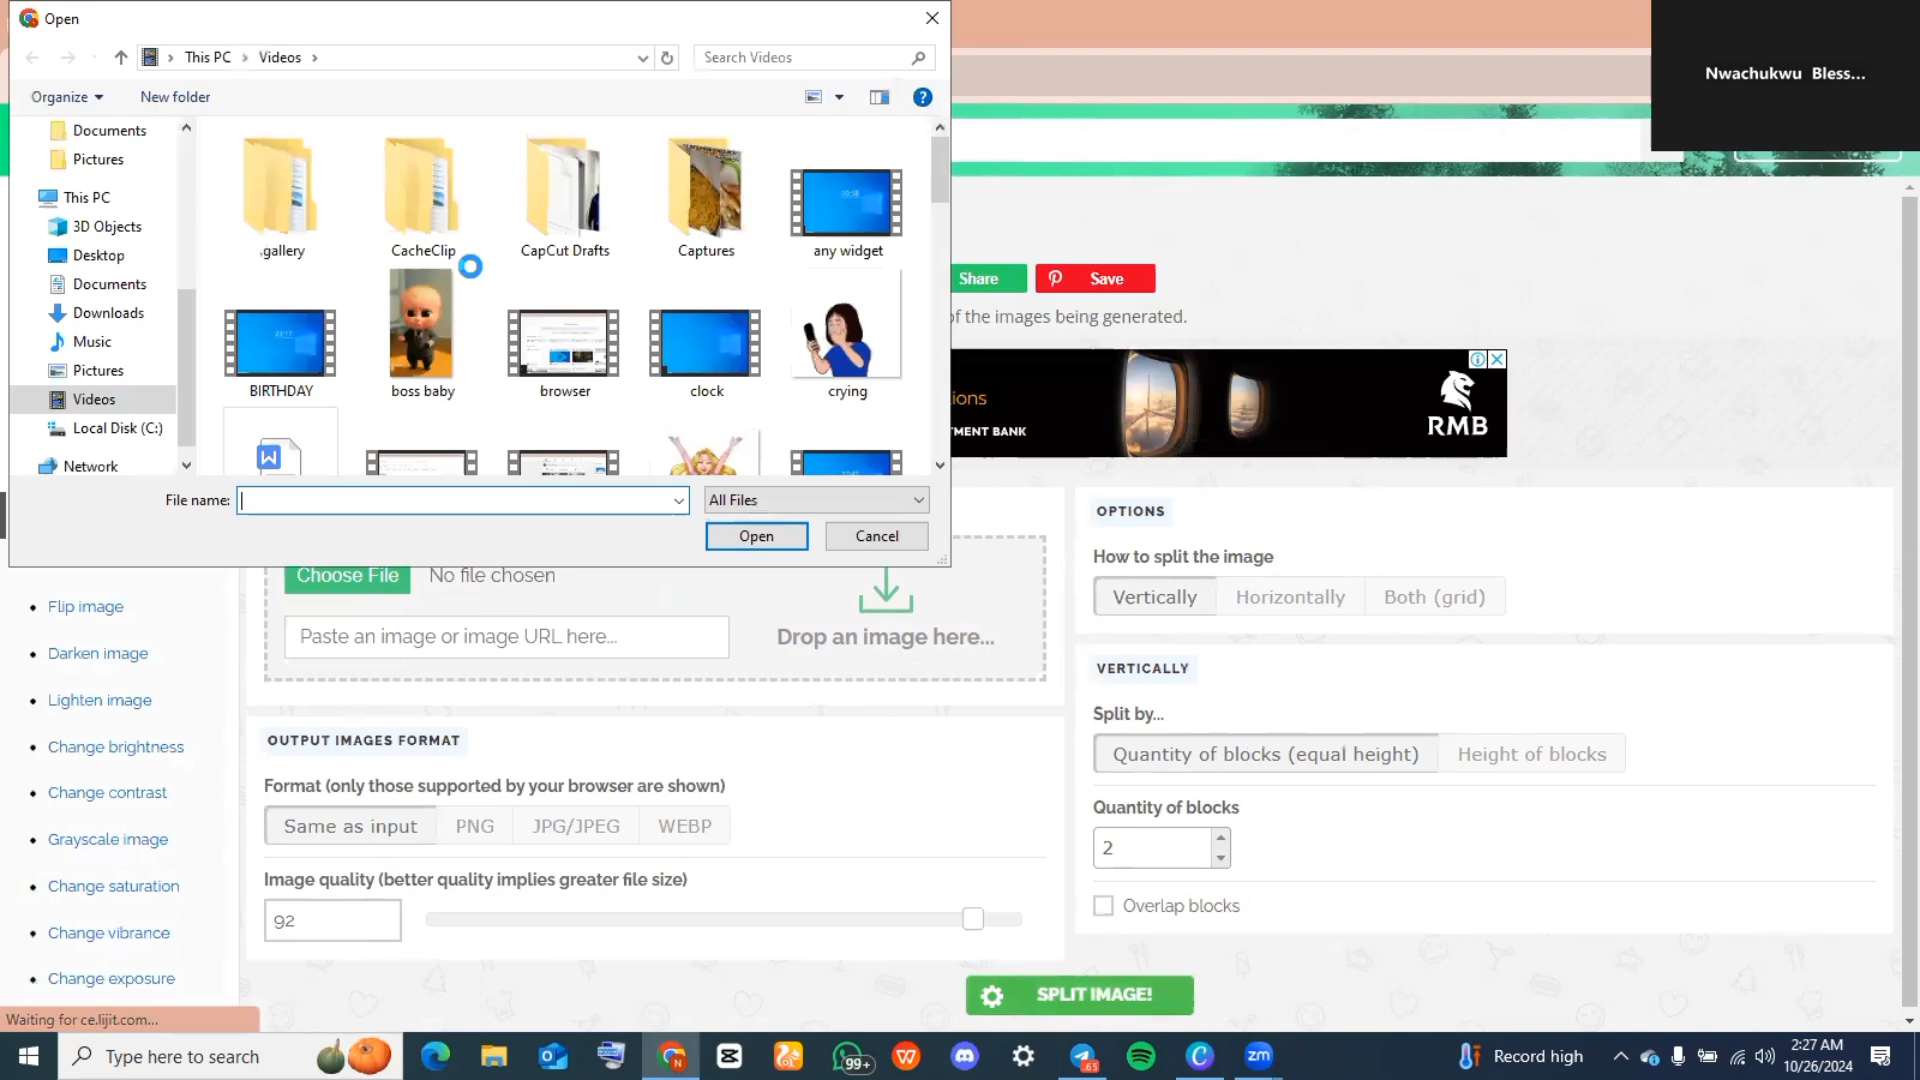 Open
Nwachukwu Bless...
This PC
Videos
Search Videos
Organize
New folder
Documents
Pictures
This PC
3D Objects
Desktop
Documents
Downloads
Music
Pictures
Videos
Local Disk (C:)
Network
.gallery
CacheClip
CapCut Drafts
Captures
any widget
BIRTHDAY
boss baby
browser
clock
crying
File name:
All Files
Open
Cancel
Share
Save
of the images being generated.
ions
MENT BANK
RMB
Choose File
No file chosen
Paste an image or image URL here...
Drop an image here...
OPTIONS
How to split the image
Vertically
Horizontally
Both (grid)
VERTICALLY
Split by...
Quantity of blocks (equal height)
Height of blocks
Quantity of blocks
2
Overlap blocks
Flip image
Darken image
Lighten image
Change brightness
Change contrast
Grayscale image
Change saturation
Change vibrance
Change exposure
OUTPUT IMAGES FORMAT
Format (only those supported by your browser are shown)
Same as input
PNG
JPG/JPEG
WEBP
Image quality (better quality implies greater file size)
92
SPLIT IMAGE!
Waiting for ce.lijit.com...
Type here to search
99+
zm
Record high
2:27 AM
10/26/2024